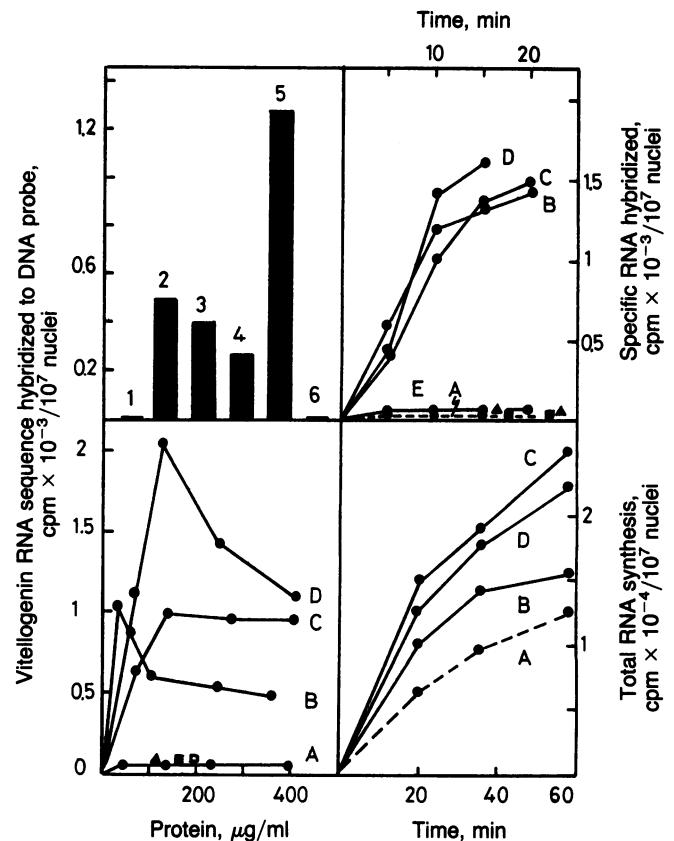 Time, min
10 20
Vitellogenin RNA sequence hybridized to DNA probe,
cpm × 10⁻³/10⁷ nuclei
1,2
0.6
0.2
1
2
3
4
5
6
D
C
B
E A
1,5
1
0,5
Specific RNA hybridized,
cpm × 10⁻³/10⁷ nuclei
2
1.5
1
0,5
0
D
C
B
A
200 400
Protein, μg/ml
C
D
B
A
2
1
Total RNA synthesis,
cpm × 10⁻⁴/10⁷ nuclei
20 40 60
Time, min